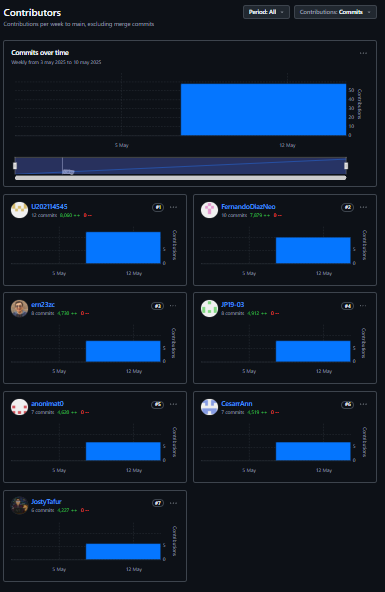 Contributors
Period: All
Contributions: Commits
Contributions per week to main, excluding merge commits
Commits over time
Weekly from 3 may 2025 to 10 may 2025
50
40
30
20
10
0
Contributions
5 May
12 May
U202114545
#1
12 commits 8,060 ++ 8 --
5
0
Contributions
5 May
12 May
FernandoDiazNeo
#2
10 commits 7,879 ++ 8 --
5
0
Contributions
5 May
12 May
ern23zc
#3
8 commits 4,738 ++ 0 --
5
0
Contributions
5 May
12 May
JP19-03
#4
8 commits 4,912 ++ 0 --
5
0
Contributions
5 May
12 May
anonimat0
#5
7 commits 4,628 ++ 0 --
5
0
Contributions
5 May
12 May
CesarrAnn
#6
7 commits 4,519 ++ 0 --
5
0
Contributions
5 May
12 May
JostyTafur
#7
6 commits 4,227 ++ 0 --
5
0
Contributions
5 May
12 May